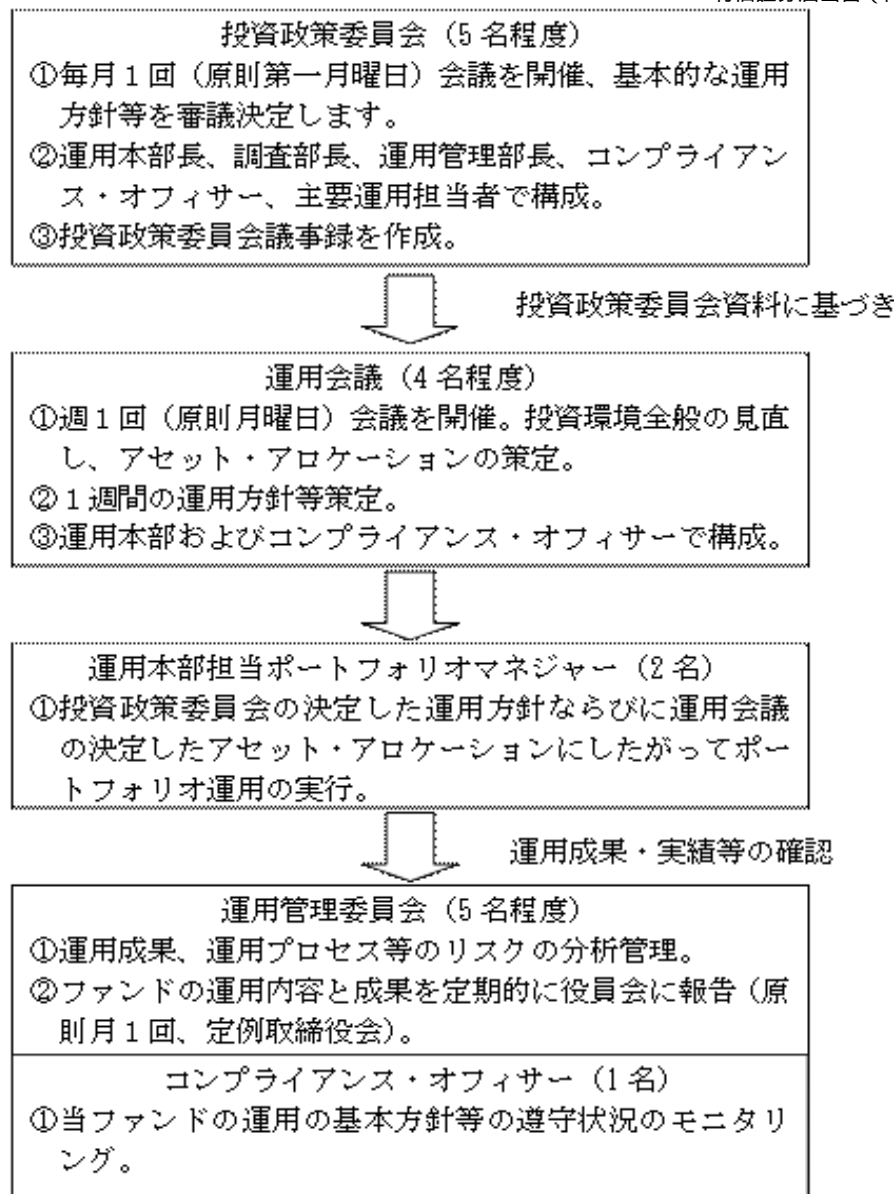 投資政策委員会（5名程度）
①毎月1回（原則第一月曜日）会議を開催、基本的な運用
方針等を審議決定します。
②運用本部長、調査部長、運用管理部長、コンプライアン
ス・オフィサー、主要運用担当者で構成。
③投資政策委員会議事録を作成。
投資政策委員会資料に基づき
運用会議（4名程度）
①週1回（原則月曜日）会議を開催。投資環境全般の見直
し、アセット・アロケーションの策定。
②1週間の運用方針等策定。
③運用本部およびコンプライアンス・オフィサーで構成。
運用本部担当ポートフォリオマネジャー（2名）
①投資政策委員会の決定した運用方針ならびに運用会議
の決定したアセット・アロケーションにしたがってポー
トフォリオ運用の実行。
運用成果・実績等の確認
運用管理委員会（5名程度）
①運用成果、運用プロセス等のリスクの分析管理。
②ファンドの運用内容と成果を定期的に役員会に報告（原
則月1回、定例取締役会）。
コンプライアンス・オフィサー（1名）
①当ファンドの運用の基本方針等の遵守状況のモニタリ
ング。